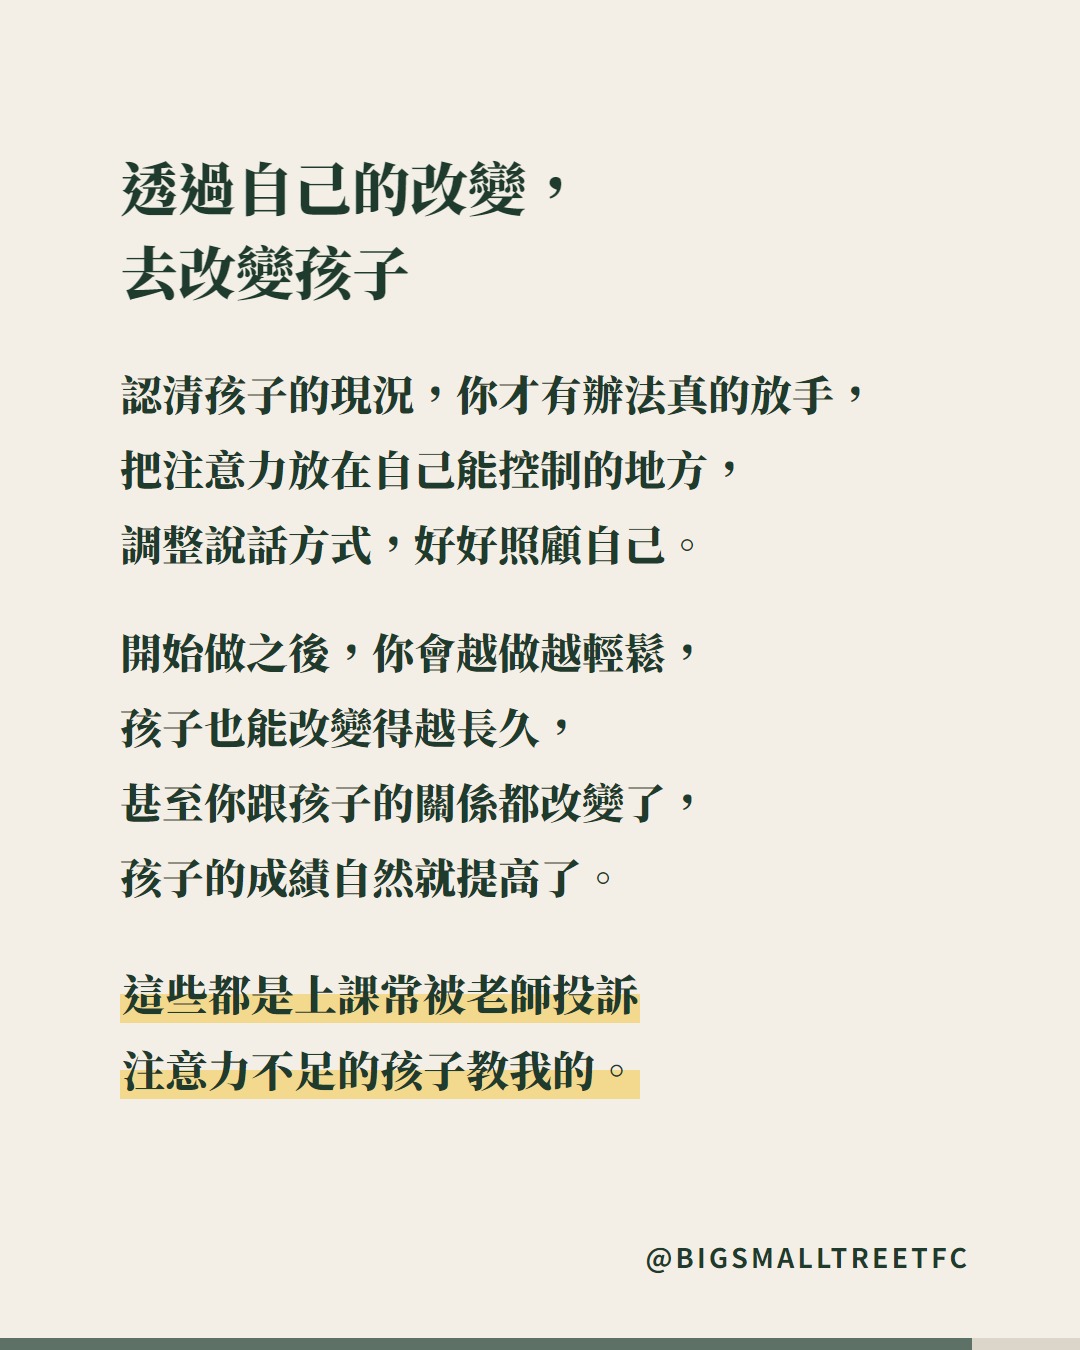 透過自己的改變，
去改變孩子
認清孩子的現況，你才有辦法真的放手，
把注意力放在自己能控制的地方，
調整說話方式，好好照顧自己。
開始做之後，你會越做越輕鬆，
孩子也能改變得越長久，
甚至你跟孩子的關係都改變了，
孩子的成績自然就提高了。
這些都是上課常被老師投訴
注意力不足的孩子教我的。
@BIGSMALLTREETFC